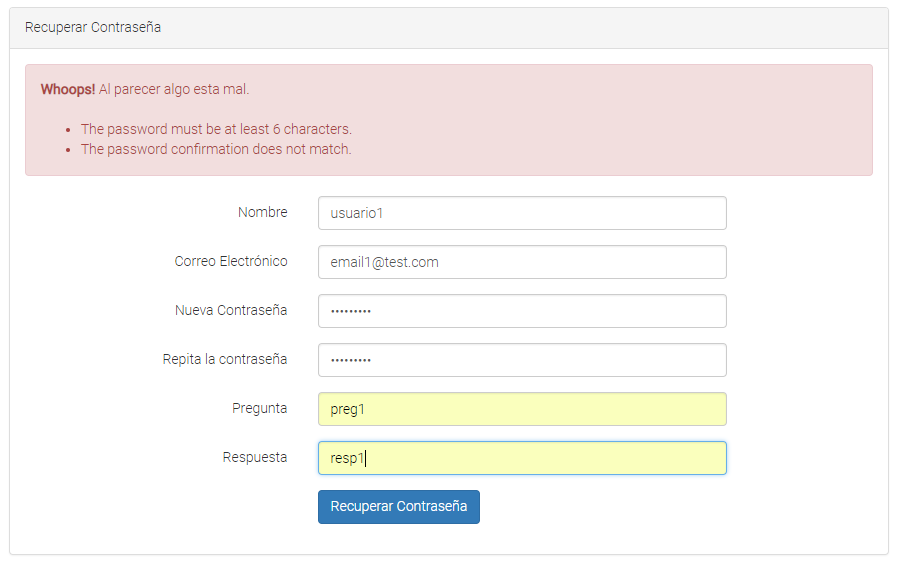 Recuperar Contraseña
Whoops! Al parecer algo esta mal.
The password must be at least 6 characters.
The password confirmation does not match.
Nombre usuario1
Correo Electrónico email1@test.com
Nueva Contraseña •••••••••
Repita la contraseña •••••••••
Pregunta preg1
Respuesta resp1
Recuperar Contraseña